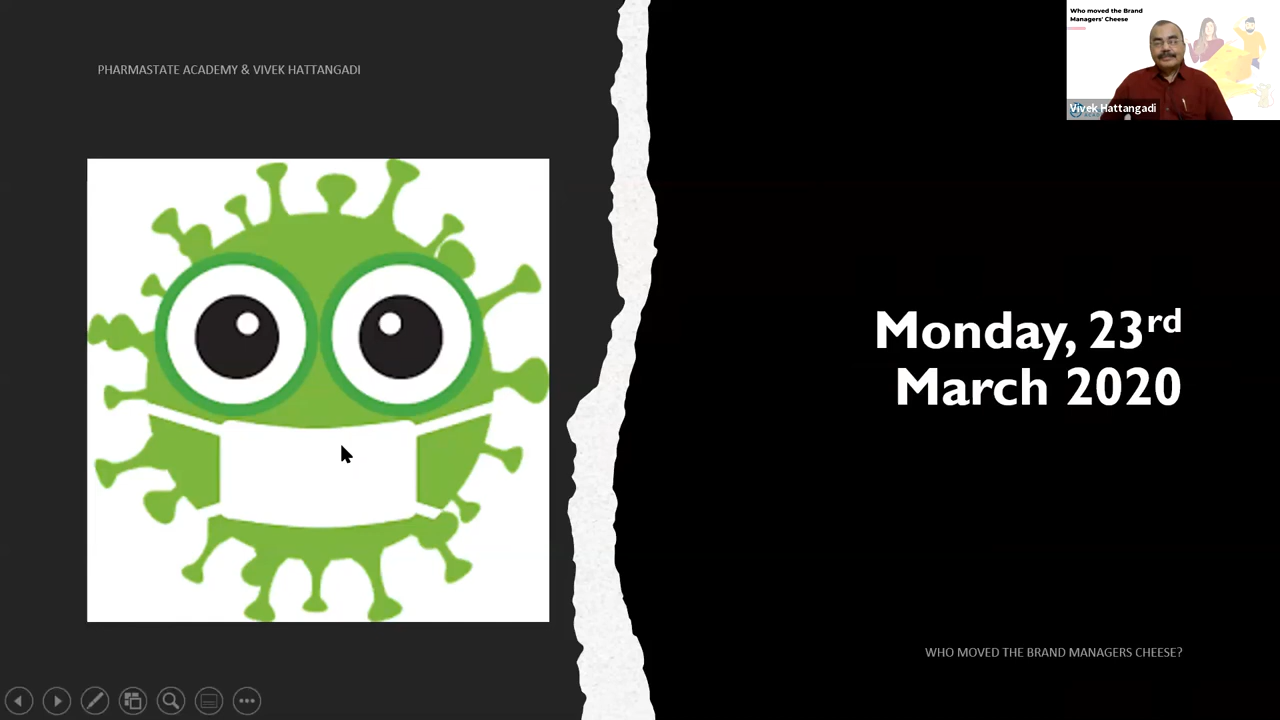 PHARMASTATE ACADEMY & VIVEK HATTANGADI
Who moved the Brand
Managers' Cheese
Vivek Hattangadi
Monday, 23rd
March 2020
WHO MOVED THE BRAND MANAGERS CHEESE?